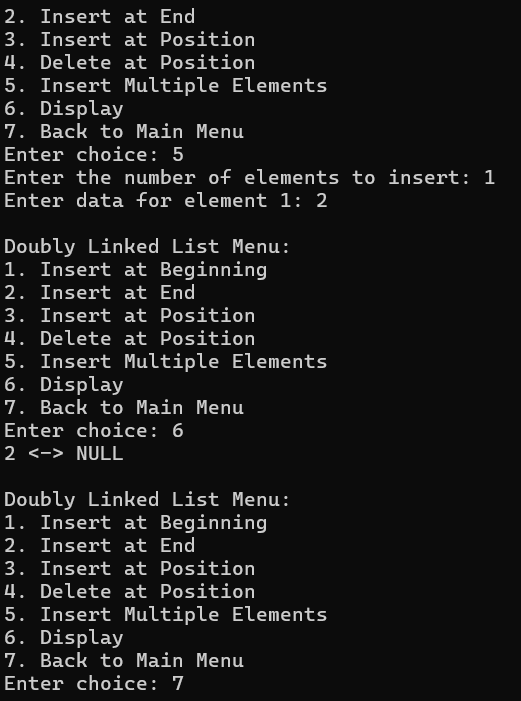 2. Insert at End
3. Insert at Position
4. Delete at Position
5. Insert Multiple Elements
6. Display
7. Back to Main Menu
Enter choice: 5
Enter the number of elements to insert: 1
Enter data for element 1: 2

Doubly Linked List Menu:
1. Insert at Beginning
2. Insert at End
3. Insert at Position
4. Delete at Position
5. Insert Multiple Elements
6. Display
7. Back to Main Menu
Enter choice: 6
2 <-> NULL

Doubly Linked List Menu:
1. Insert at Beginning
2. Insert at End
3. Insert at Position
4. Delete at Position
5. Insert Multiple Elements
6. Display
7. Back to Main Menu
Enter choice: 7